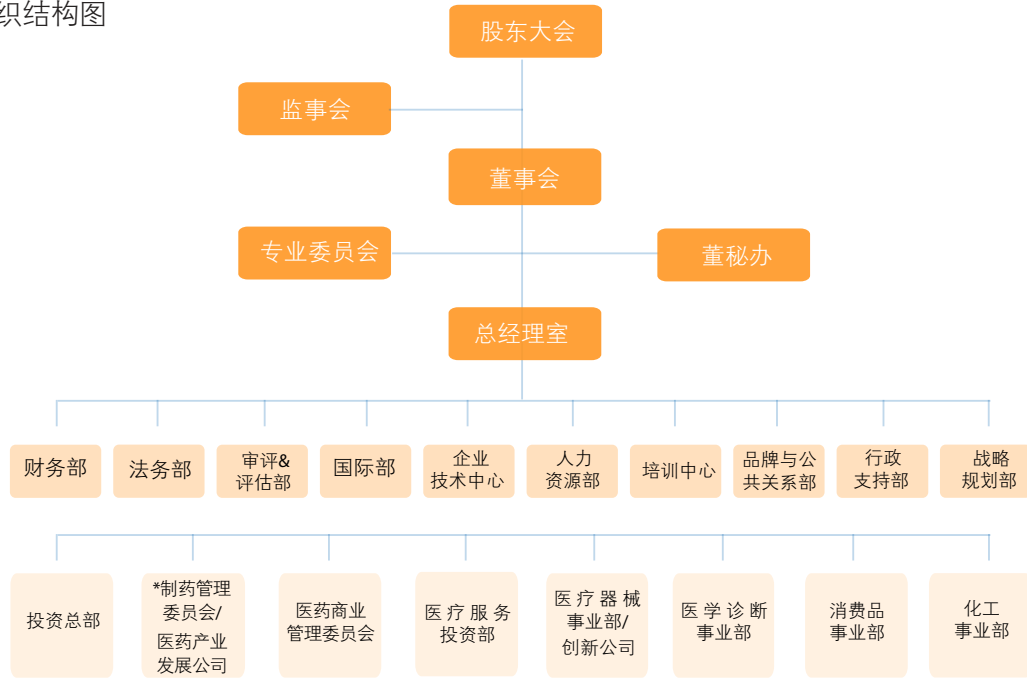 织结构图
股东大会
监事会
董事会
专业委员会
董秘办
总经理室
财务部
法务部
审评&
评估部
国际部
企业
技术中心
人力
资源部
培训中心
品牌与公
共关系部
行政
支持部
战略
规划部
投资总部
*制药管理
委员会/
医药产业
发展公司
医药商业
管理委员会
医疗服务
投资部
医疗器械
事业部/
创新公司
医学诊断
事业部
消费品
事业部
化工
事业部